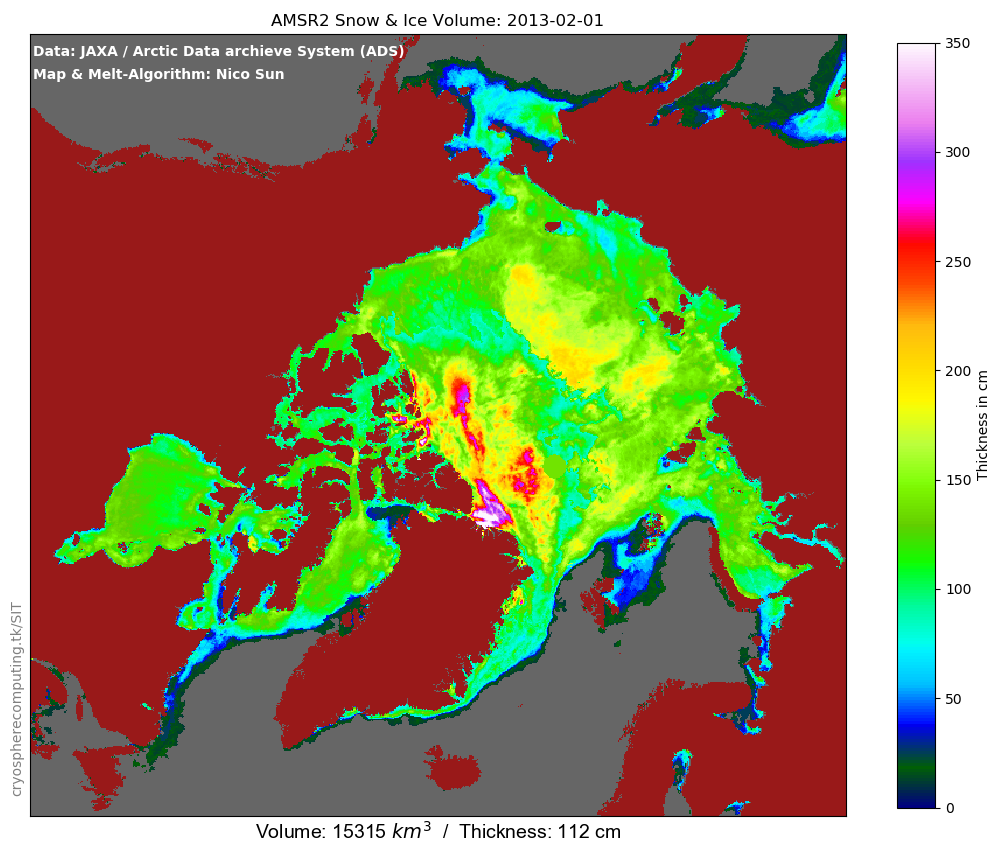 AMSR2 Snow & Ice Volume: 2013-02-01
Data: JAXA / Arctic Data archieve System (ADS)
Map & Melt-Algorithm: Nico Sun
350
300
250
200
150
100
50
0
Thickness in cm
cryospherecomputing.tk/SIT
Volume: 15315 km³ / Thickness: 112 cm